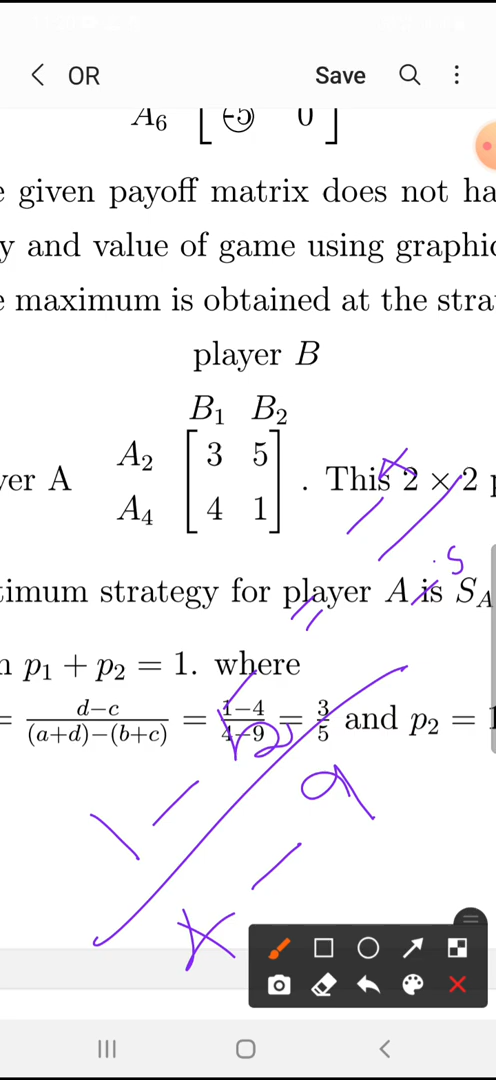 OR Save
A6 [ -5 0 ]
given payoff matrix does not ha
y and value of game using graphic
maximum is obtained at the stra
player B
B1 B2
A2 [ 3 5 ]
er A . This 2 × 2 p
A4 [ 4 1 ]
timum strategy for player A is SA
p1 + p2 = 1. where
= d−c/(a+d)−(b+c) = 1−4/4−9 = 3/5 and p2 = 1